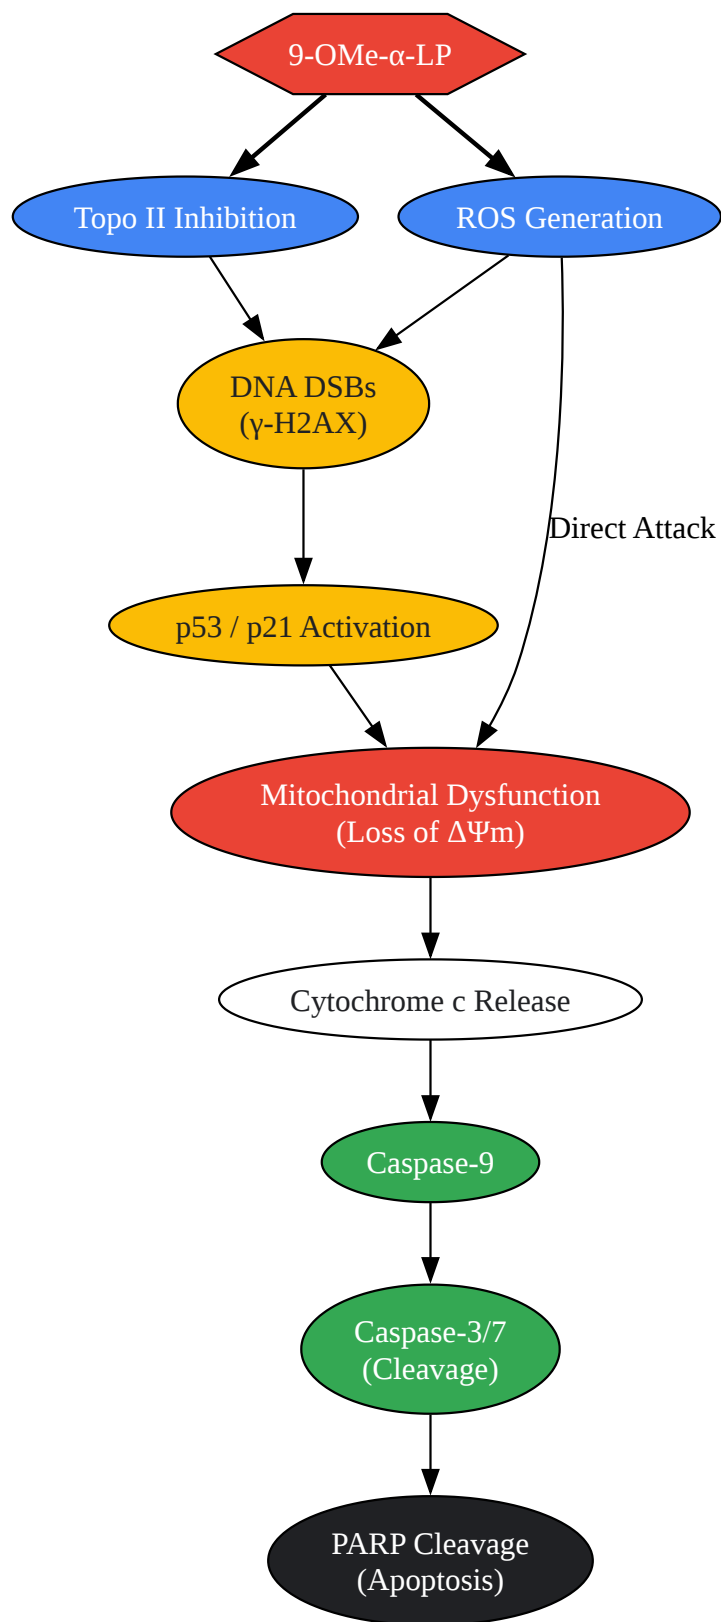 9-OMe-α-LP
Topo II Inhibition
ROS Generation
DNA DSBs
(γ-H2AX)
Direct Attack
p53 / p21 Activation
Mitochondrial Dysfunction
(Loss of ΔΨm)
Cytochrome c Release
Caspase-9
Caspase-3/7
(Cleavage)
PARP Cleavage
(Apoptosis)